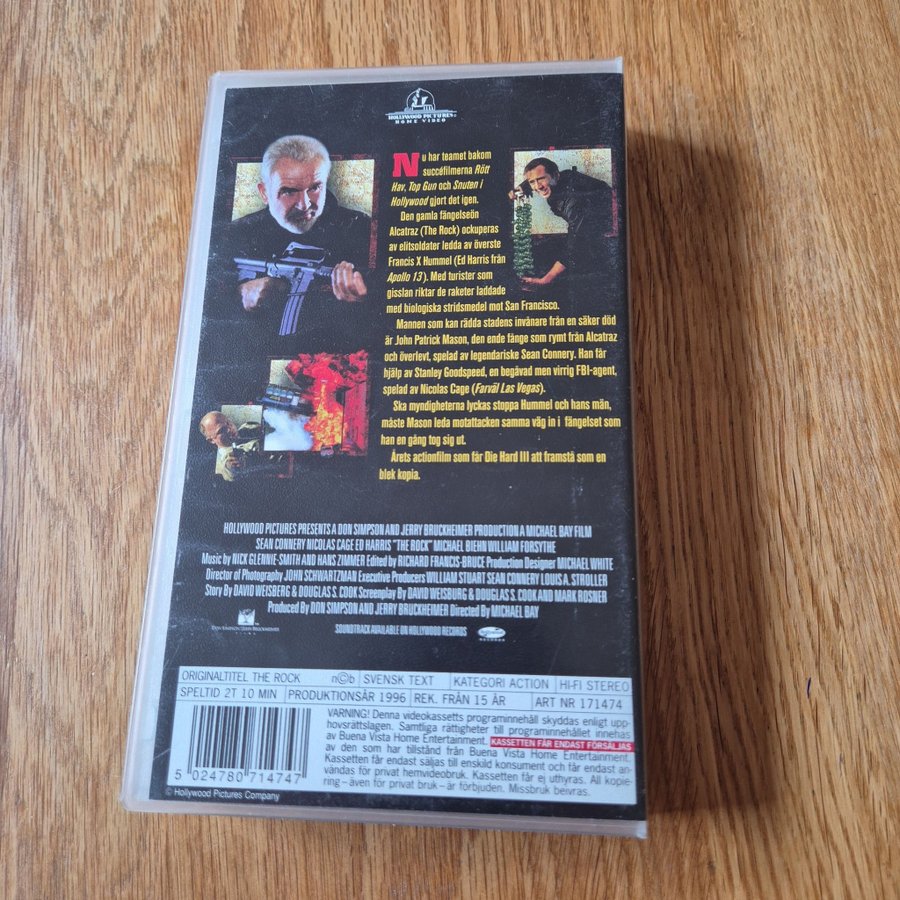 HOLLYWOOD PICTURES
HOME VIDEO
Nu har teamet bakom
succéfilmerna Rött
Hav, Top Gun och Snuten i
Hollywood gjort det igen.
Den gamla fängelseön
Alcatraz (The Rock) ockuperas
av elitsoldater ledda av överste
Francis X Hummel (Ed Harris från
Apollo 13). Med turister som
gisslan riktar de raketer laddade
med biologiska stridsmedel mot San Francisco.
Mannen som kan rädda stadens invånare från en säker död
är John Patrick Mason, den ende fånge som rymt från Alcatraz
och överlevt, spelad av legendariske Sean Connery. Han får
hjälp av Stanley Goodspeed, en begåvad men virrig FBI-agent,
spelad av Nicolas Cage (Farväl Las Vegas).
Ska myndigheterna lyckas stoppa Hummel och hans män,
måste Mason leda motattacken samma väg in i fängelset som
han en gång tog sig ut.
Årets actionfilm som får Die Hard III att framstå som en
blek kopia.
HOLLYWOOD PICTURES PRESENTS A DON SIMPSON AND JERRY BRUCKHEIMER PRODUCTION A MICHAEL BAY FILM
SEAN CONNERY NICOLAS CAGE ED HARRIS "THE ROCK" MICHAEL BIEHN WILLIAM FORSYTHE
Music by NICK GLENNIE-SMITH AND HANS ZIMMER Edited by RICHARD FRANCIS-BRUCE Production Designer MICHAEL WHITE
Director of Photography JOHN SCHWARTZMAN Executive Producers WILLIAM STUART SEAN CONNERY LOUIS A. STROLLER
Story By DAVID WEISBERG & DOUGLAS S. COOK Screenplay By DAVID WEISBURG & DOUGLAS S. COOK AND MARK ROSNER
Produced By DON SIMPSON AND JERRY BRUCKHEIMER Directed By MICHAEL BAY
DON SIMPSON/JERRY BRUCKHEIMER
SOUNDTRACK AVAILABLE ON HOLLYWOOD RECORDS
ORIGINALTITEL THE ROCK n©b SVENSK TEXT KATEGORI ACTION HI-FI STEREO
SPELTID 2T 10 MIN PRODUKTIONSÅR 1996 REK. FRÅN 15 ÅR ART NR 171474
VARNING! Denna videokassetts programinnehåll skyddas enligt upp-
hovsrättslagen. Samtliga rättigheter till programinnehållet innehas
av Buena Vista Home Entertainment. KASSETTEN FÅR ENDAST FÖRSÄLJAS
av den som har tillstånd från Buena Vista Home Entertainment.
Kassetten får endast säljas till enskild konsument och får endast an-
vändas för privat hemvideobruk. Kassetten får ej uthyras. All kopie-
ring – även för privat bruk – är förbjuden. Missbruk beivras.
5 024780 714747
© Hollywood Pictures Company